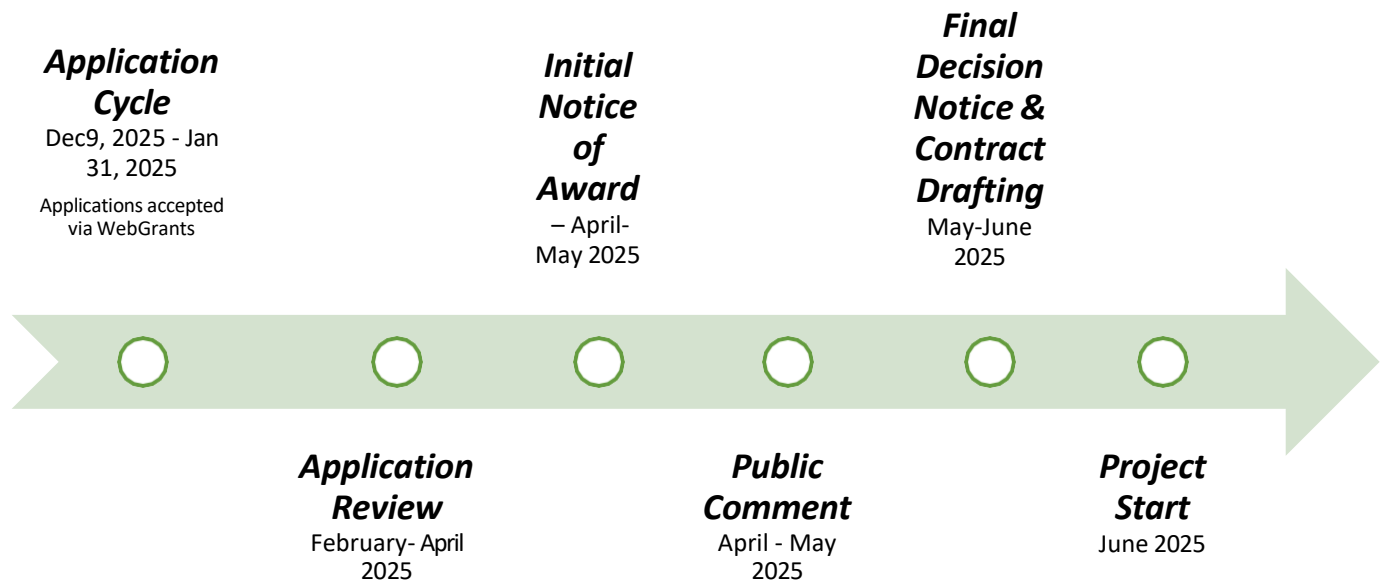 Application
Cycle
Dec9, 2025 - Jan
31, 2025
Applications accepted
via WebGrants
Application
Review
February- April
2025
Initial
Notice
of
Award
– April-
May 2025
Public
Comment
April - May
2025
Final
Decision
Notice &
Contract
Drafting
May-June
2025
Project
Start
June 2025